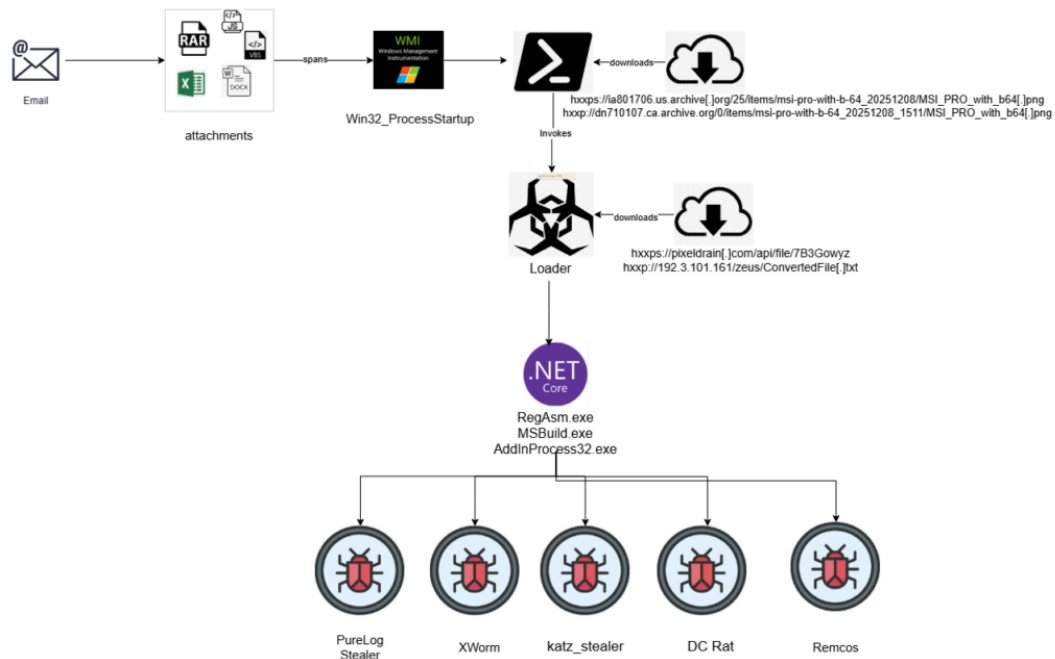 @
Email
RAR
JS
</>
VBS
W
DOCX
X
attachments
spans
WMI
Windows Management
Instrumentation
Win32_ProcessStartup
downloads
hxxps://ia801706.us.archive[.]org/25/items/msi-pro-with-b-64_20251208/MSI_PRO_with_b64[.]png
hxxp://dn710107.ca.archive.org/0/items/msi-pro-with-b-64_20251208_1511/MSI_PRO_with_b64[.]png
Invokes
Loader
downloads
hxxps://pixeldrain[.]com/api/file/7B3Gowyz
hxxp://192.3.101.161/zeus/ConvertedFile[.]txt
.NET
Core
RegAsm.exe
MSBuild.exe
AddInProcess32.exe
PureLog
Stealer
XWorm
katz_stealer
DC Rat
Remcos